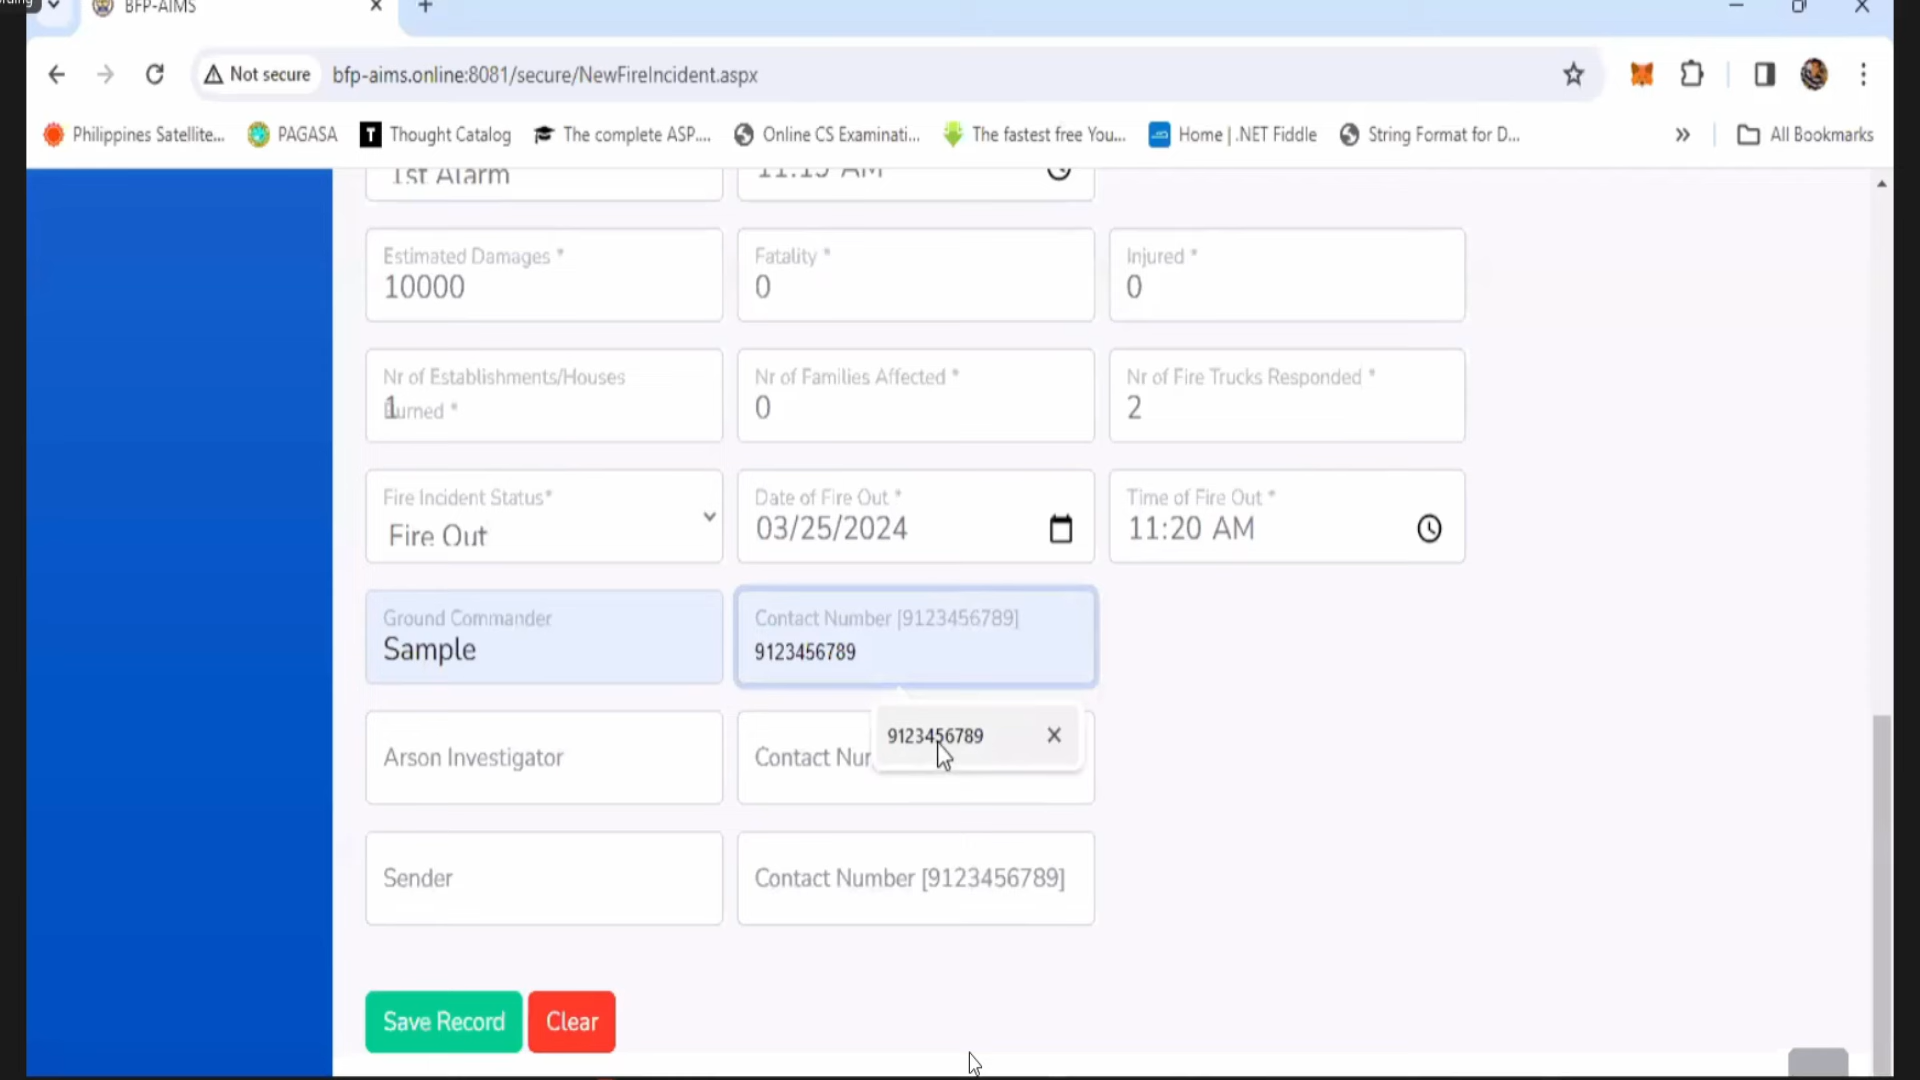 BFP-AIMS
Not secure
bfp-aims.online:8081/secure/NewFireIncident.aspx
Philippines Satellite...
PAGASA
T
Thought Catalog
The complete ASP....
Online CS Examinati...
The fastest free You...
Home | .NET Fiddle
String Format for D...
»
All Bookmarks
1st Alarm
11:15 AM
Estimated Damages *
10000
Fatality *
0
Injured *
0
Nr of Establishments/Houses
Burned *
1
Nr of Families Affected *
0
Nr of Fire Trucks Responded *
2
Fire Incident Status*
Fire Out
Date of Fire Out *
03/25/2024
Time of Fire Out *
11:20 AM
Ground Commander
Sample
Contact Number [9123456789]
9123456789
9123456789
Arson Investigator
Contact Nu
Sender
Contact Number [9123456789]
Save Record
Clear